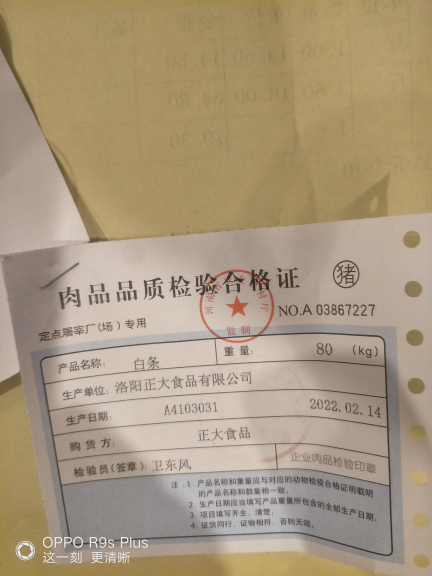 肉品品质检验合格证
猪
监制
NO.A 03867227
定点屠宰厂(场)专用
产品名称: 白条 重量: 80 (kg)
生产单位: 洛阳正大食品有限公司
生产日期: A4103031 2022.02.14
购货方: 正大食品
检验员(签章) 卫东风 企业肉品检验印章
注:1.产品名称和重量应与对应的动物检疫合格证明载明
的产品名称和数量相一致;
2.生产日期应当填写产品重量所包含的全部生产日期;
3.项目填写齐全、清楚;
4.证货同行、证物相符,否则无效。
OPPO R9s Plus
这一刻 更清晰